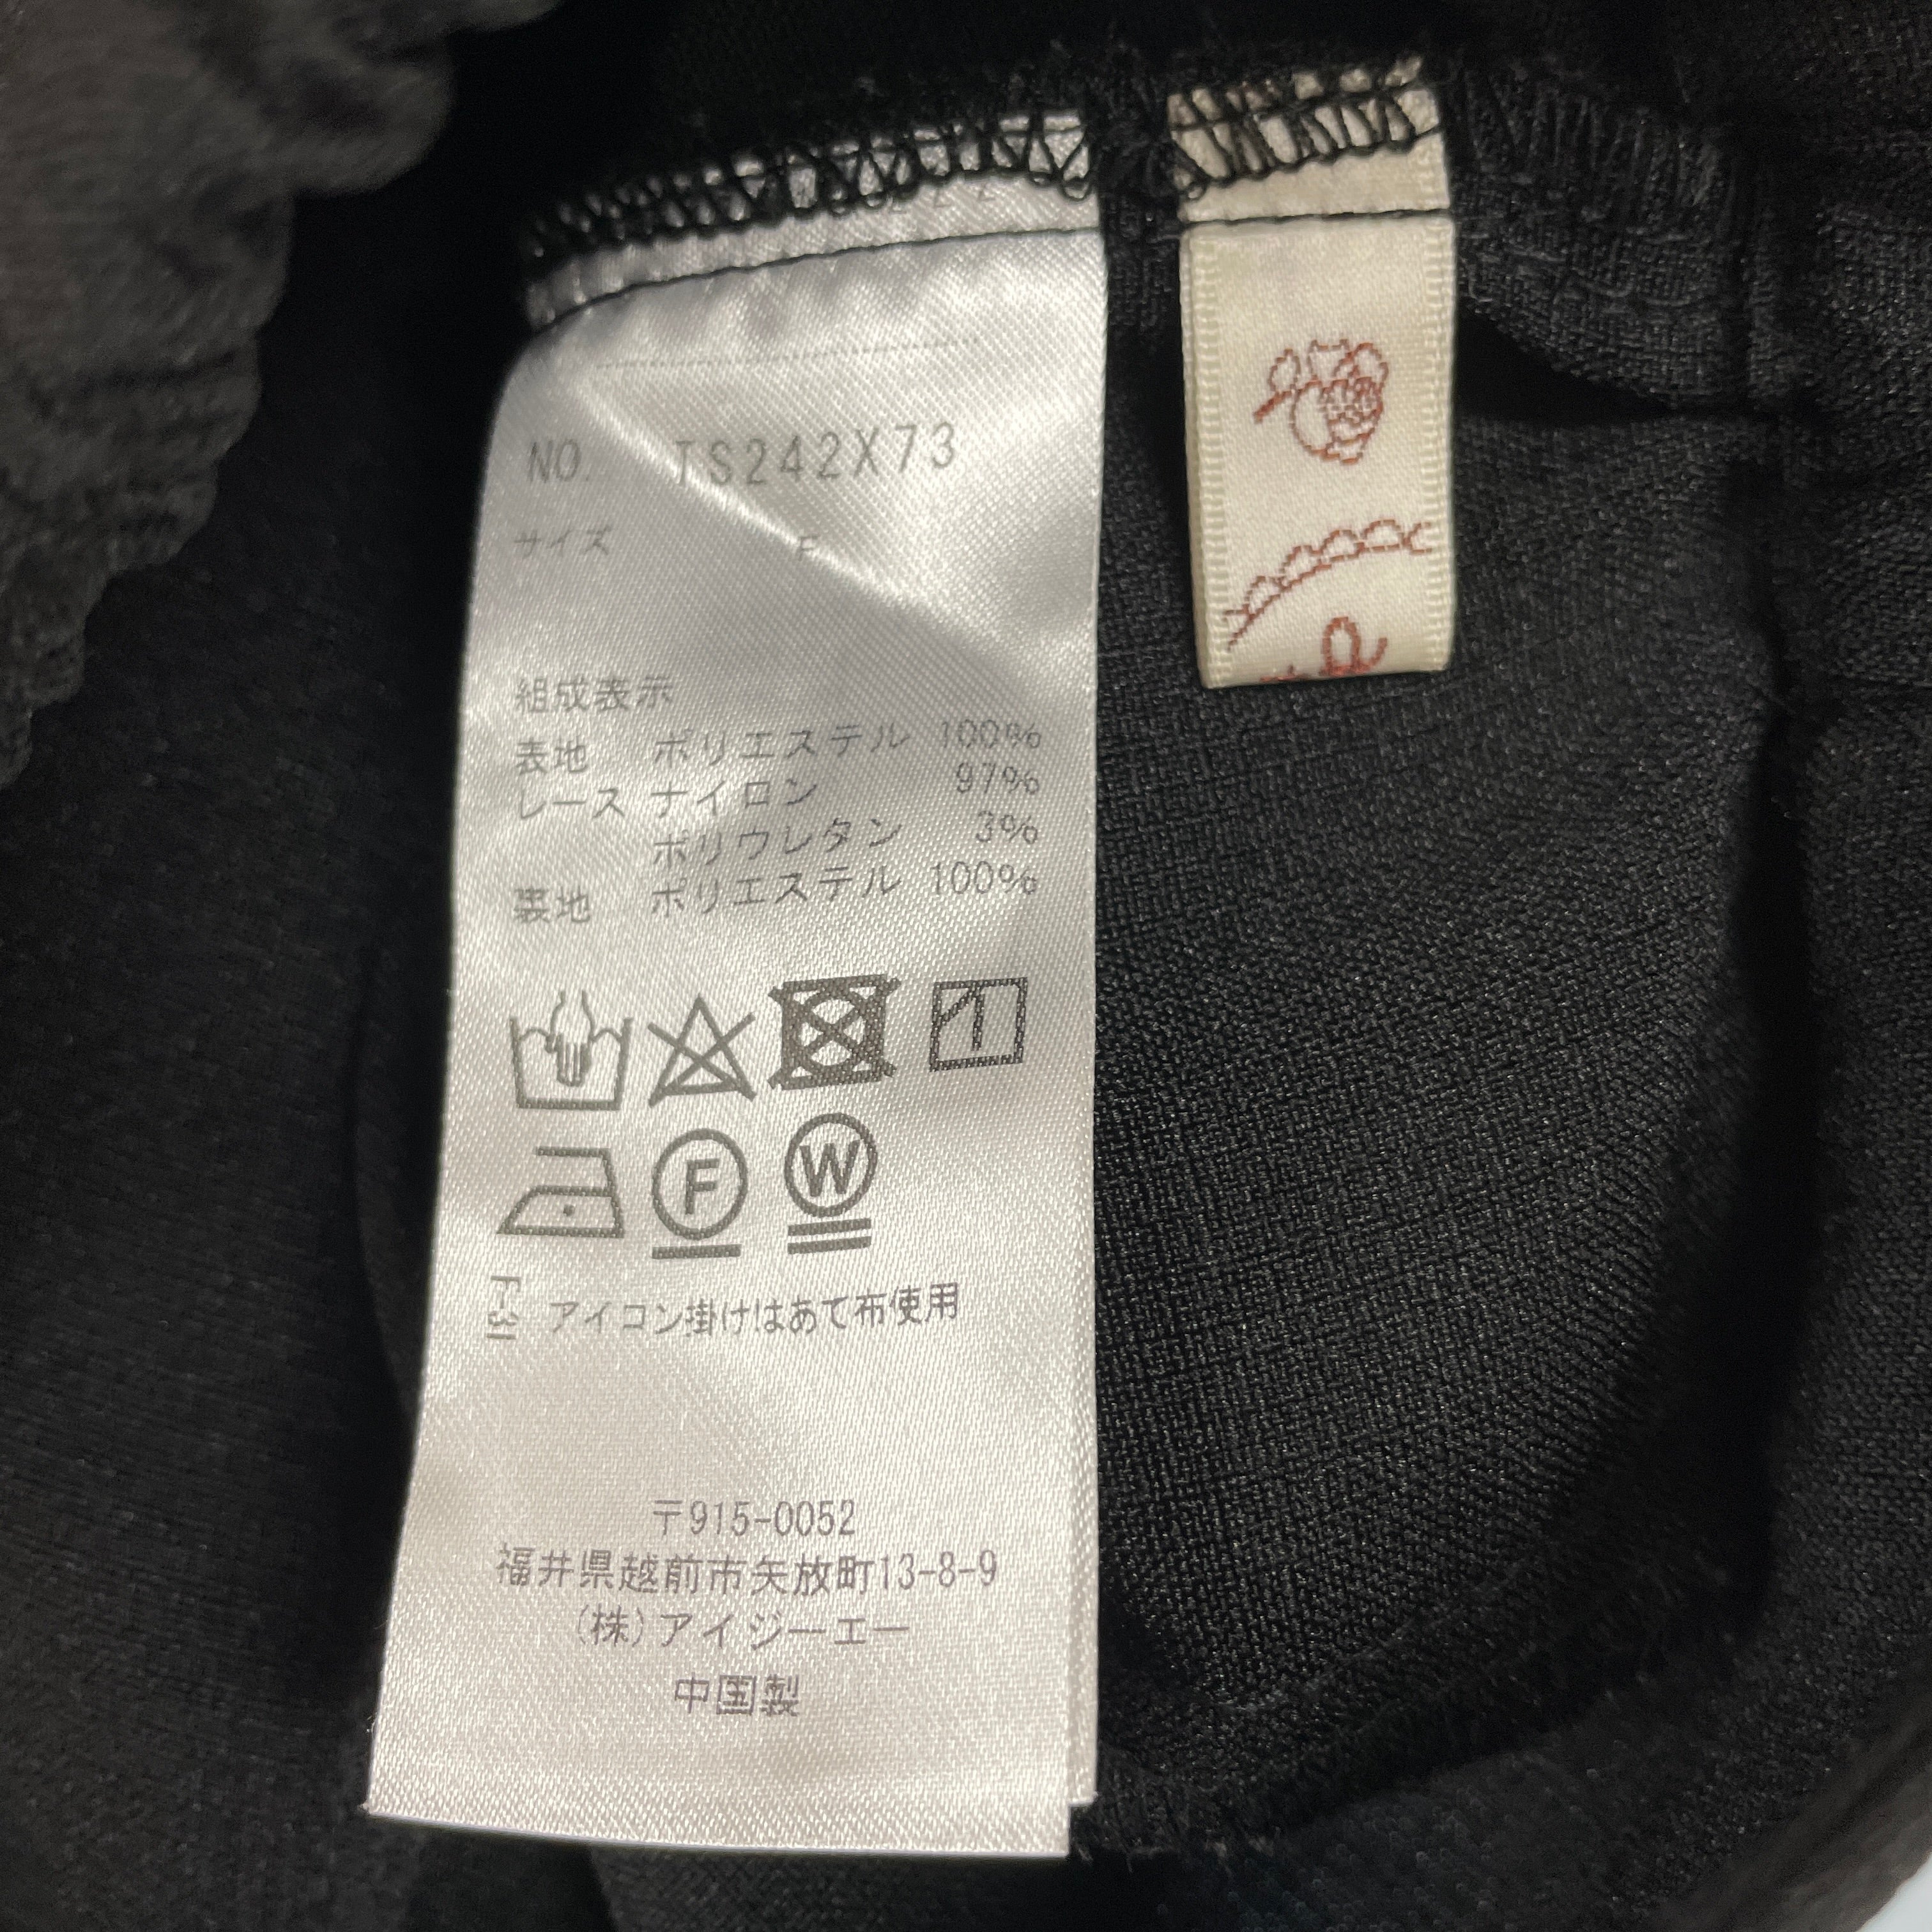 NO. TS242X73
サイズ F
組成表示
表地 ポリエステル 100%
レース ナイロン 97%
ポリウレタン 3%
裏地 ポリエステル 100%
F
W
F-31
アイコン掛けはあて布使用
〒915-0052
福井県越前市矢放町13-8-9
(株)アイジーエー
中国製